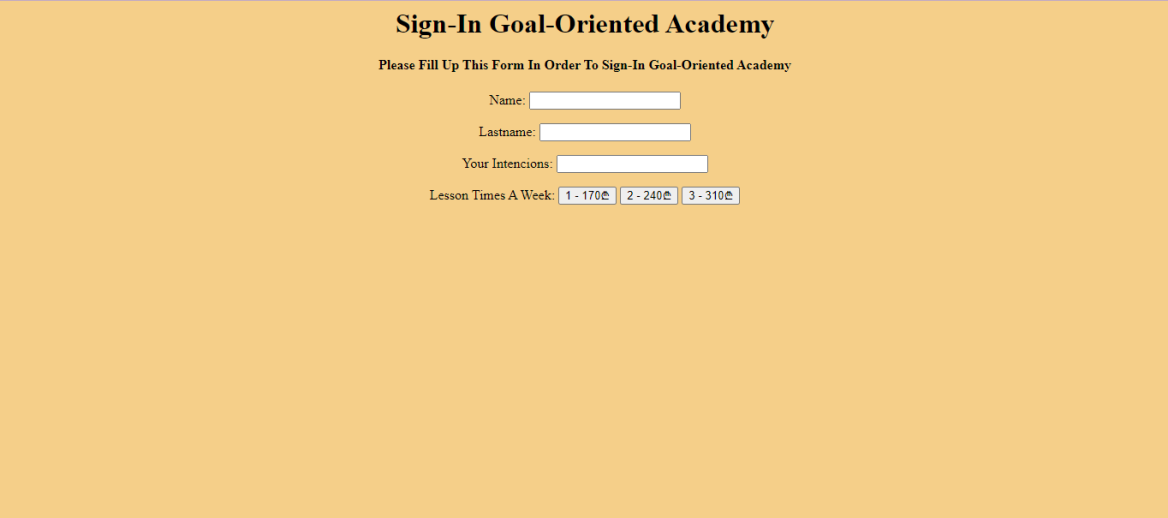 Sign-In Goal-Oriented Academy
Please Fill Up This Form In Order To Sign-In Goal-Oriented Academy
Name:
Lastname:
Your Intencions:
Lesson Times A Week: 1 - 170₾ 2 - 240₾ 3 - 310₾